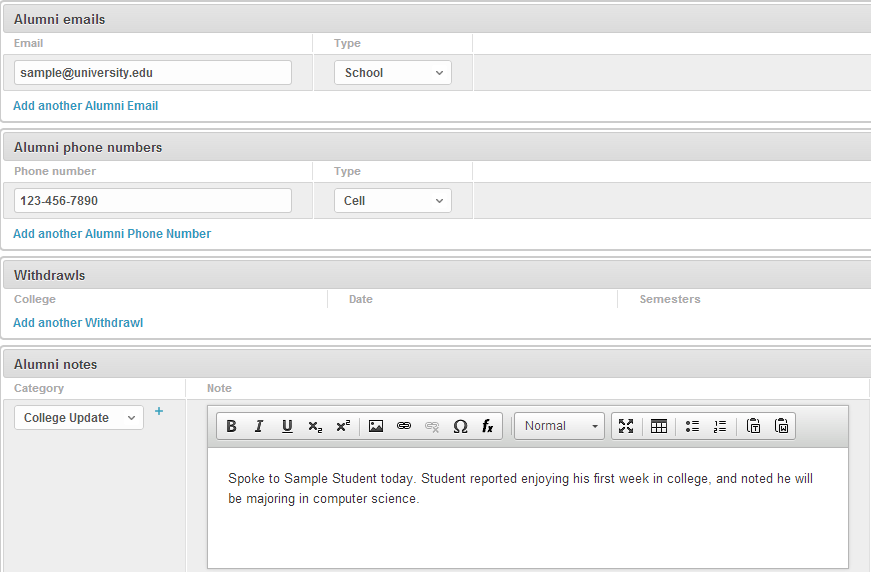 Alumni emails
Email Type
sample@university.edu School
Add another Alumni Email
Alumni phone numbers
Phone number Type
123-456-7890 Cell
Add another Alumni Phone Number
Withdrawls
College Date Semesters
Add another Withdrawl
Alumni notes
Category Note
College Update + B I U x₂ x² Ω fx Normal T W
Spoke to Sample Student today. Student reported enjoying his first week in college, and noted he will
be majoring in computer science.